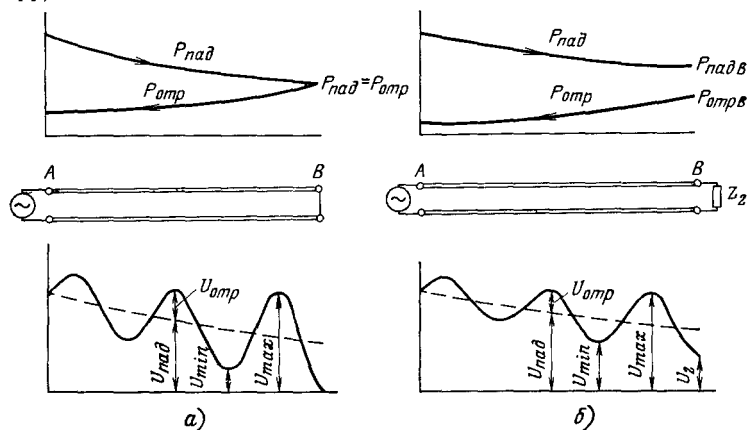 Pпад
Pотр
Pпад=Pотр
Pпад
Pпад в
Pотр
Pотр в
A
B
A
B
Z2
Uпад
Uотр
Umin
Umax
Uпад
Uотр
Umin
Umax
U2
а)
б)